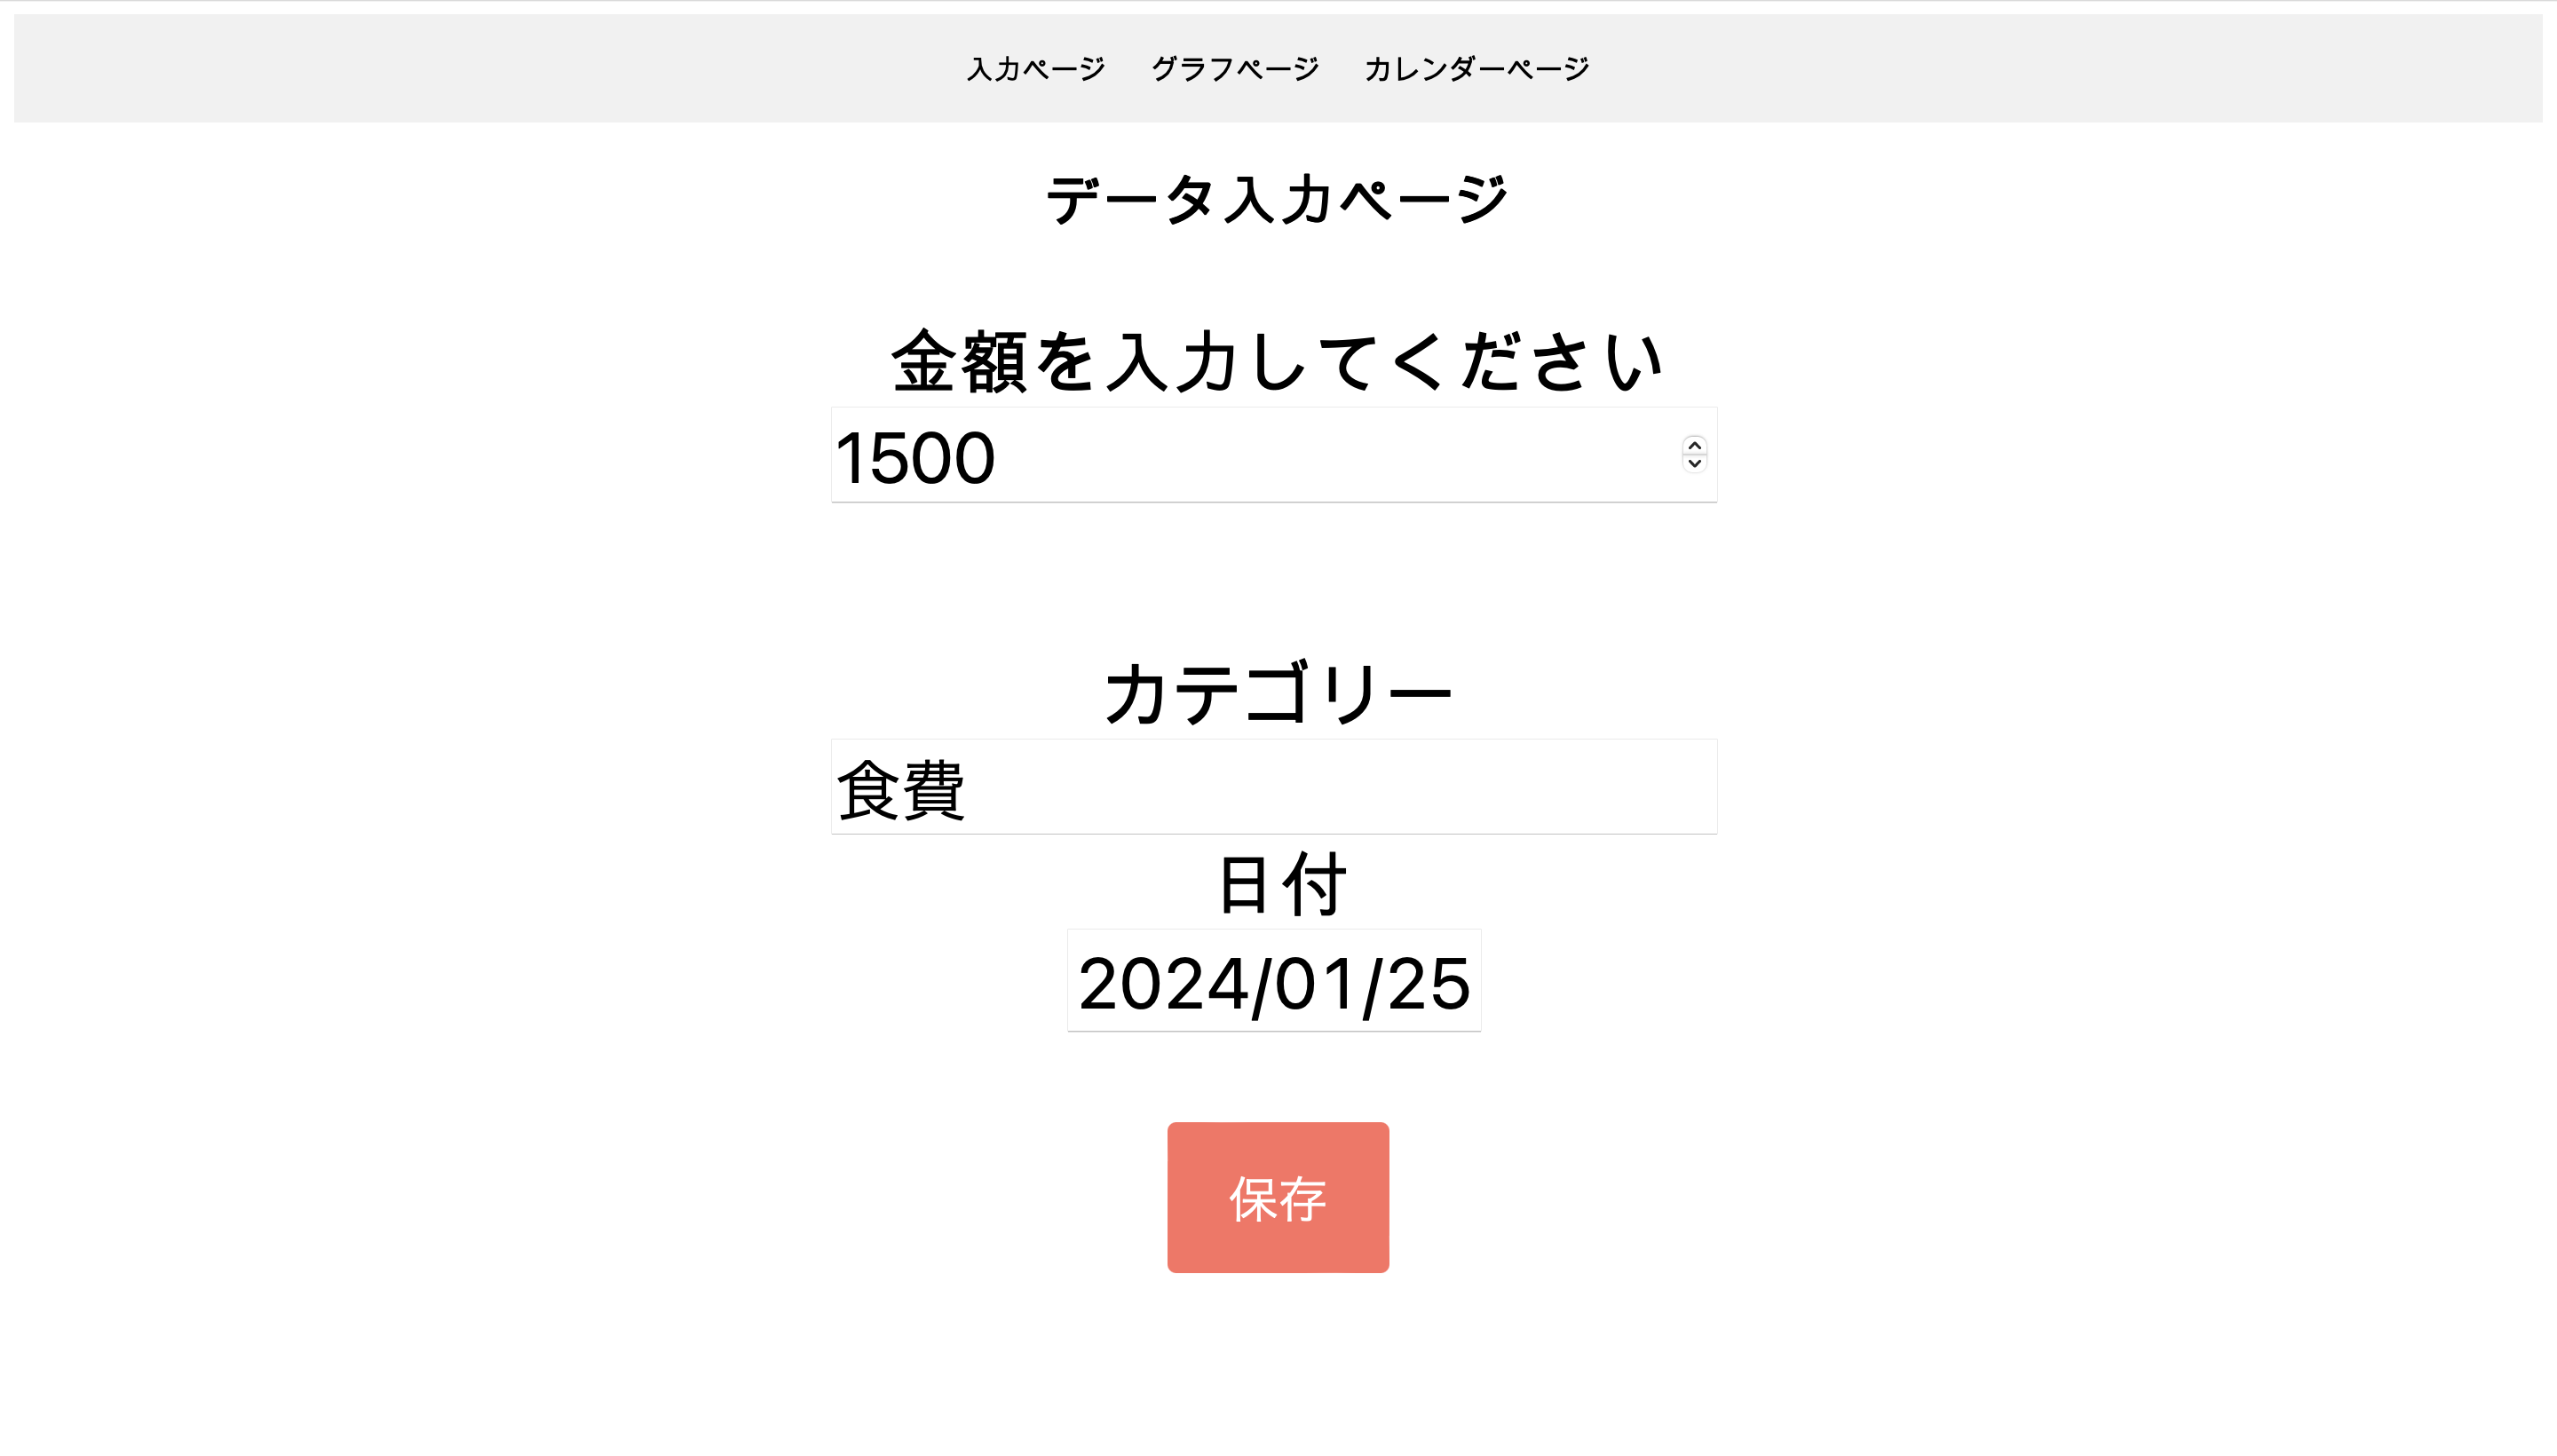 入力ページ グラフページ カレンダーページ
データ入力ページ
金額を入力してください
1500
カテゴリー
食費
日付
2024/01/25
保存